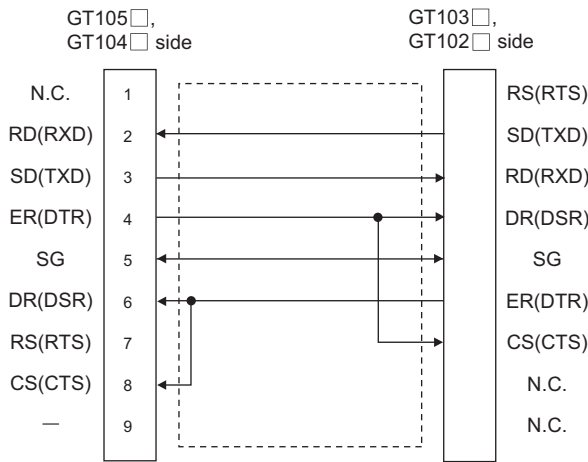 GT105□,
GT104□ side
GT103□,
GT102□ side
N.C. 1 RS(RTS)
RD(RXD) 2 SD(TXD)
SD(TXD) 3 RD(RXD)
ER(DTR) 4 DR(DSR)
SG 5 SG
DR(DSR) 6 ER(DTR)
RS(RTS) 7 CS(CTS)
CS(CTS) 8 N.C.
— 9 N.C.